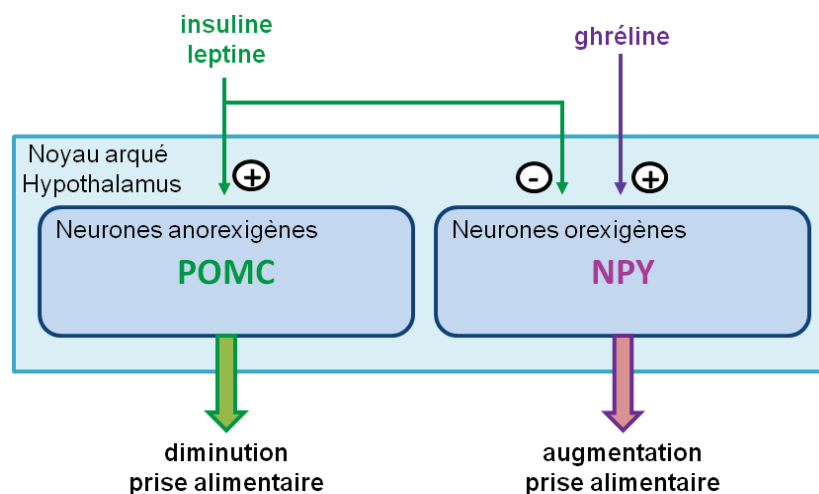 insuline
leptine
ghréline
Noyau arqué
Hypothalamus
+
-
+
Neurones anorexigènes
POMC
Neurones orexigènes
NPY
diminution
prise alimentaire
augmentation
prise alimentaire